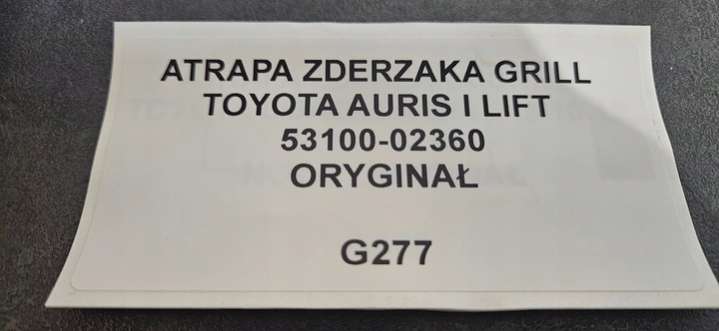 ATRAPA ZDERZAKA GRILL
TOYOTA AURIS I LIFT
53100-02360
ORYGINAŁ
G277